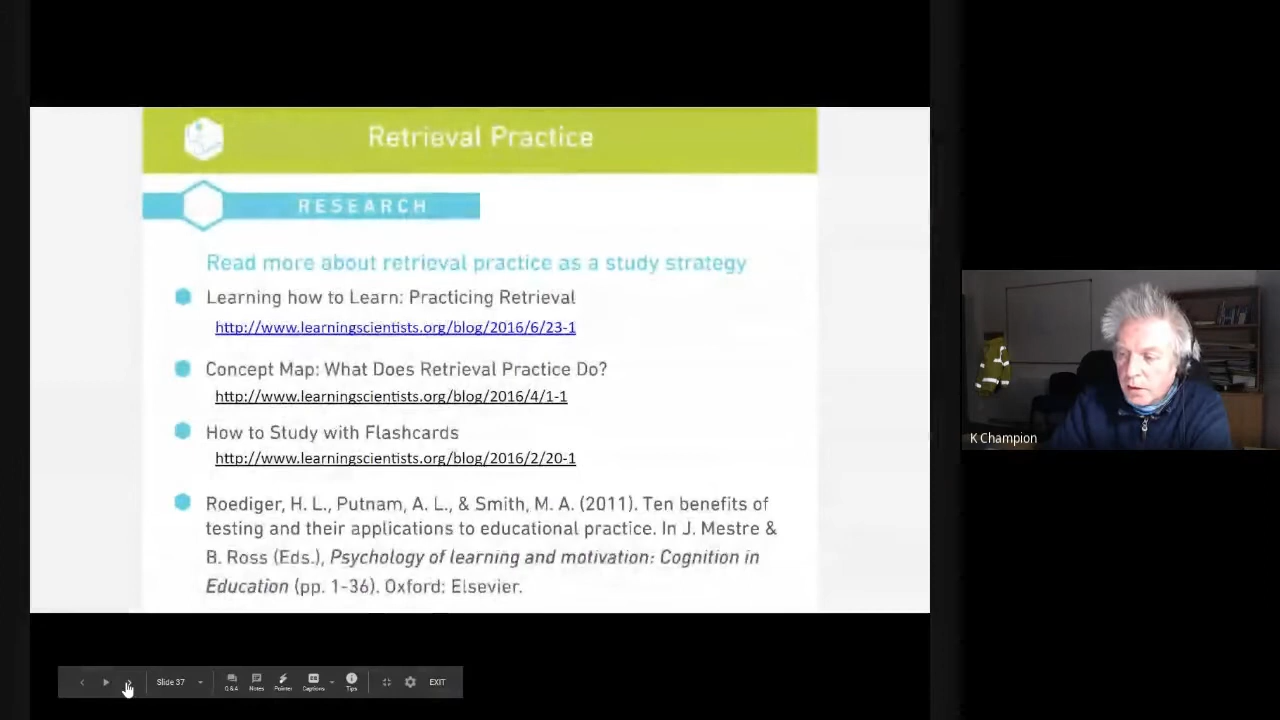 Retrieval Practice
RESEARCH
Read more about retrieval practice as a study strategy
Learning how to Learn: Practicing Retrieval
http://www.learningscientists.org/blog/2016/6/23-1
Concept Map: What Does Retrieval Practice Do?
http://www.learningscientists.org/blog/2016/4/1-1
How to Study with Flashcards
http://www.learningscientists.org/blog/2016/2/20-1
Roediger, H. L., Putnam, A. L., & Smith, M. A. (2011). Ten benefits of
testing and their applications to educational practice. In J. Mestre &
B. Ross (Eds.), Psychology of learning and motivation: Cognition in
Education (pp. 1-36). Oxford: Elsevier.
K Champion
Slide 37
Q&A Notes Pointer Captions Tips
EXIT